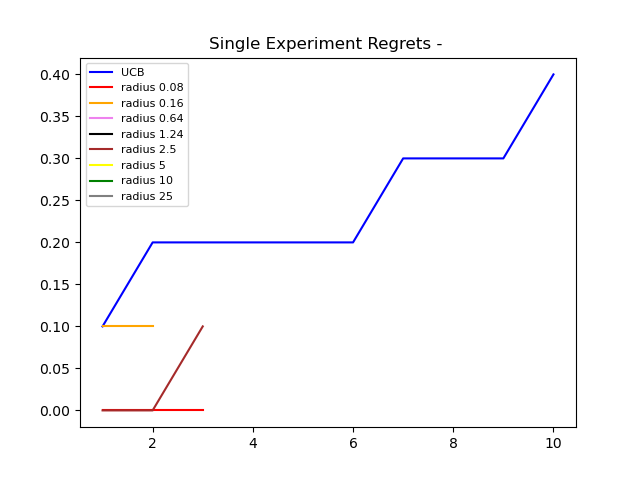 Single Experiment Regrets -
0.40
0.35
0.30
0.25
0.20
0.15
0.10
0.05
0.00
UCB
radius 0.08
radius 0.16
radius 0.64
radius 1.24
radius 2.5
radius 5
radius 10
radius 25
2 4 6 8 10